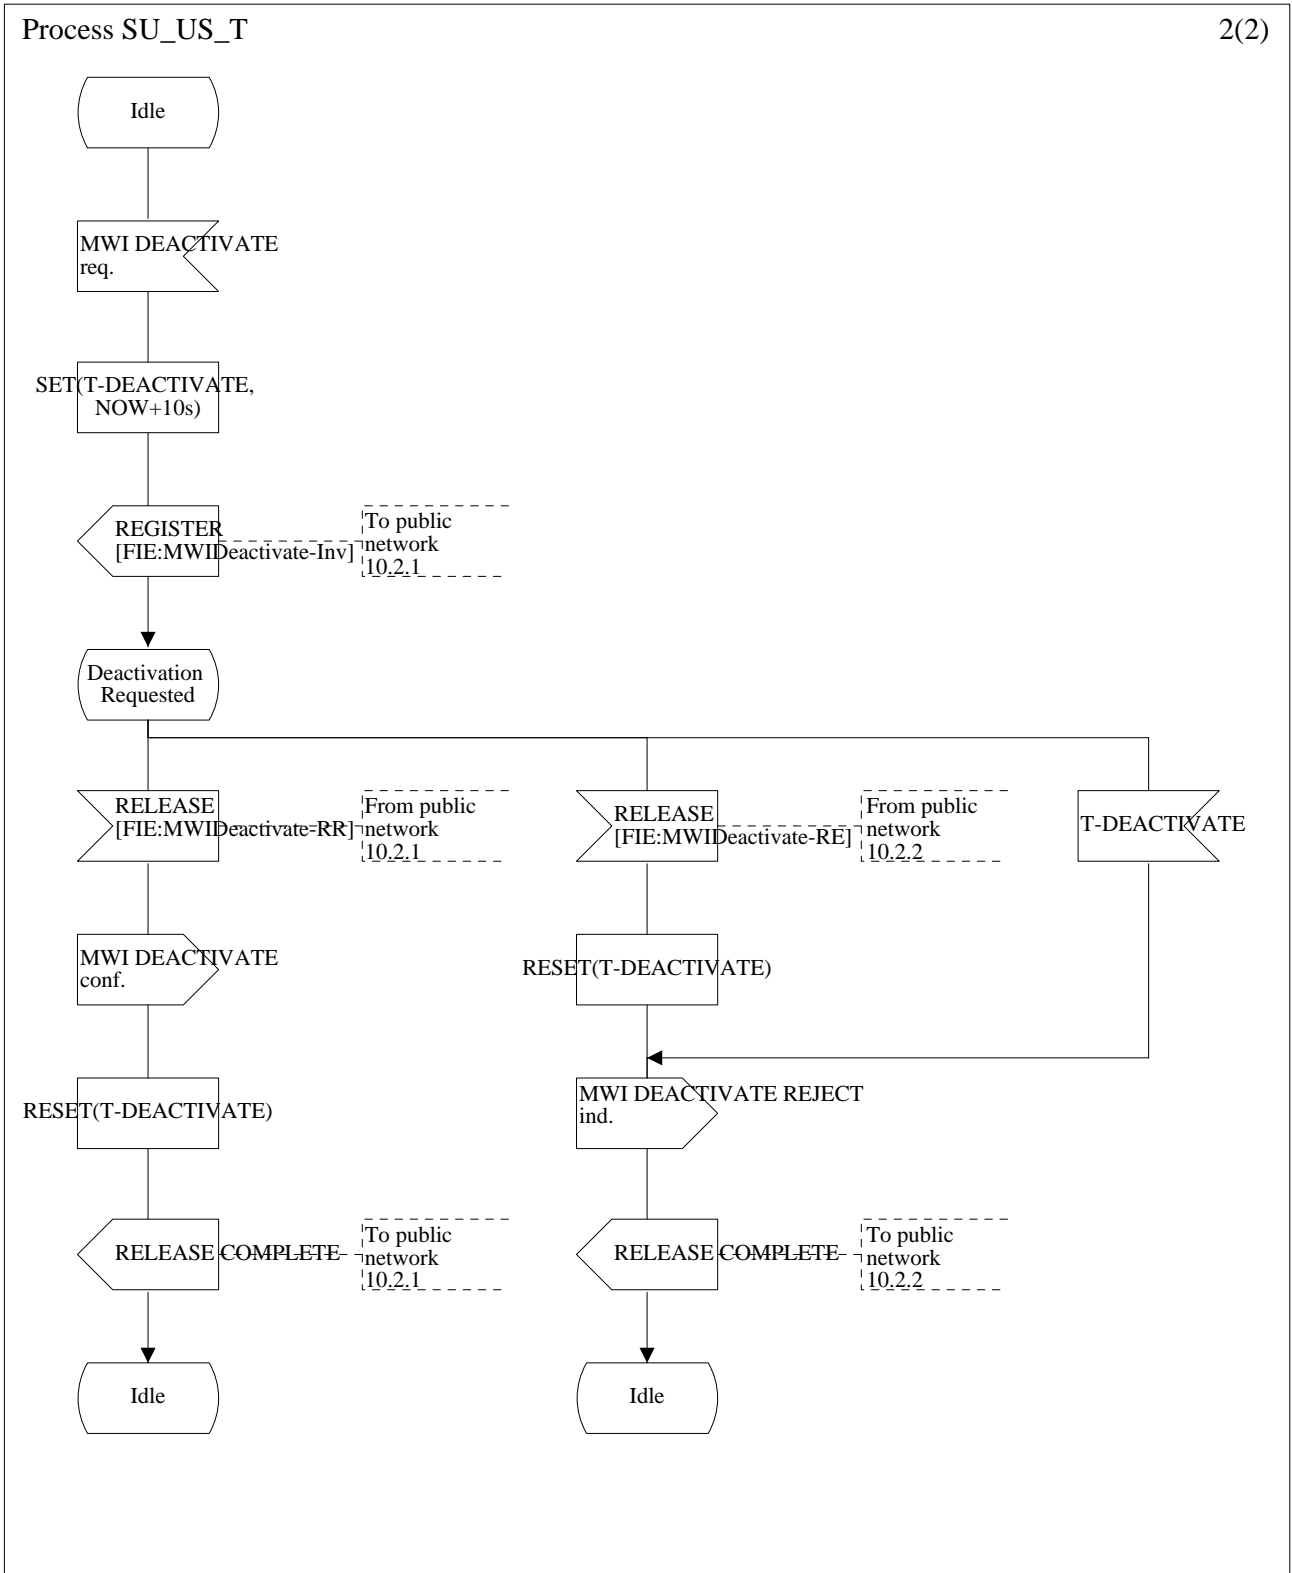 Process SU_US_T
2(2)
Idle
MWI DEACTIVATE
req.
SET(T-DEACTIVATE,
NOW+10s)
REGISTER
[FIE:MWIDeactivate-Inv]
To public
network
10.2.1
Deactivation
Requested
RELEASE
[FIE:MWIDeactivate-RR]
From public
network
10.2.1
RELEASE
[FIE:MWIDeactivate-RE]
From public
network
10.2.2
T-DEACTIVATE
MWI DEACTIVATE
conf.
RESET(T-DEACTIVATE)
RESET(T-DEACTIVATE)
MWI DEACTIVATE REJECT
ind.
RELEASE COMPLETE
To public
network
10.2.1
RELEASE COMPLETE
To public
network
10.2.2
Idle
Idle